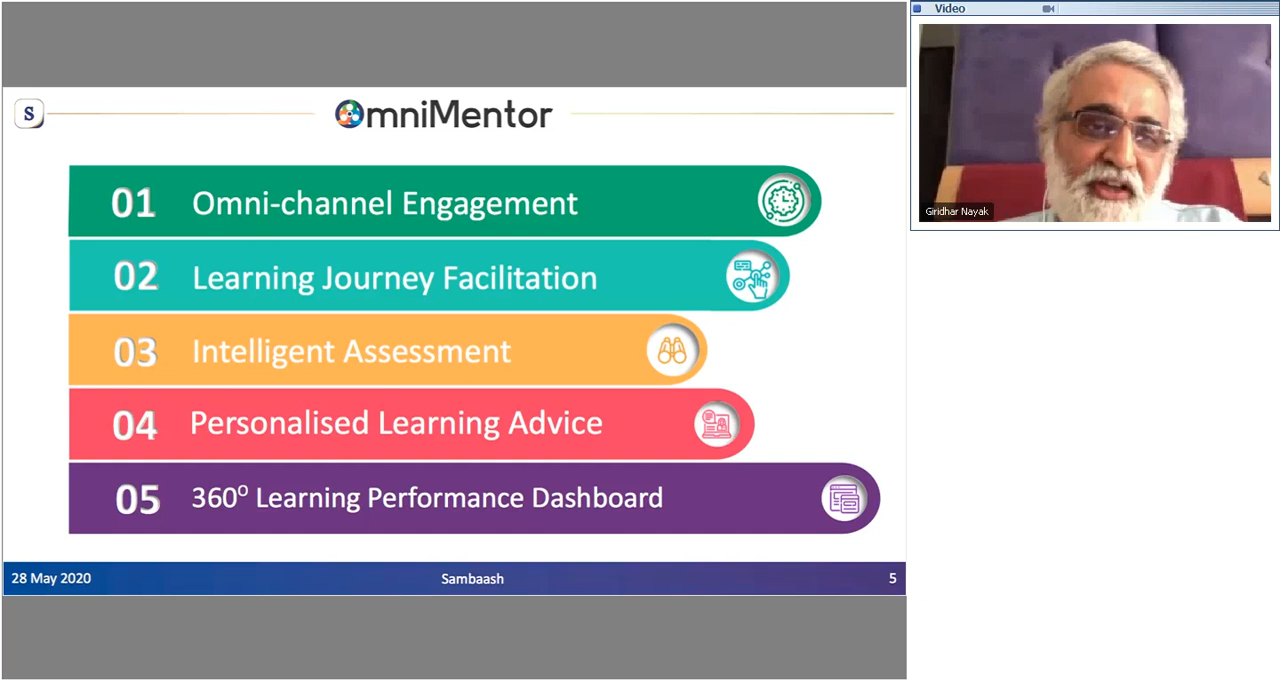 Video
Giridhar Nayak
S
OmniMentor
01 Omni-channel Engagement
02 Learning Journey Facilitation
03 Intelligent Assessment
04 Personalised Learning Advice
05 360º Learning Performance Dashboard
28 May 2020 Sambaash 5